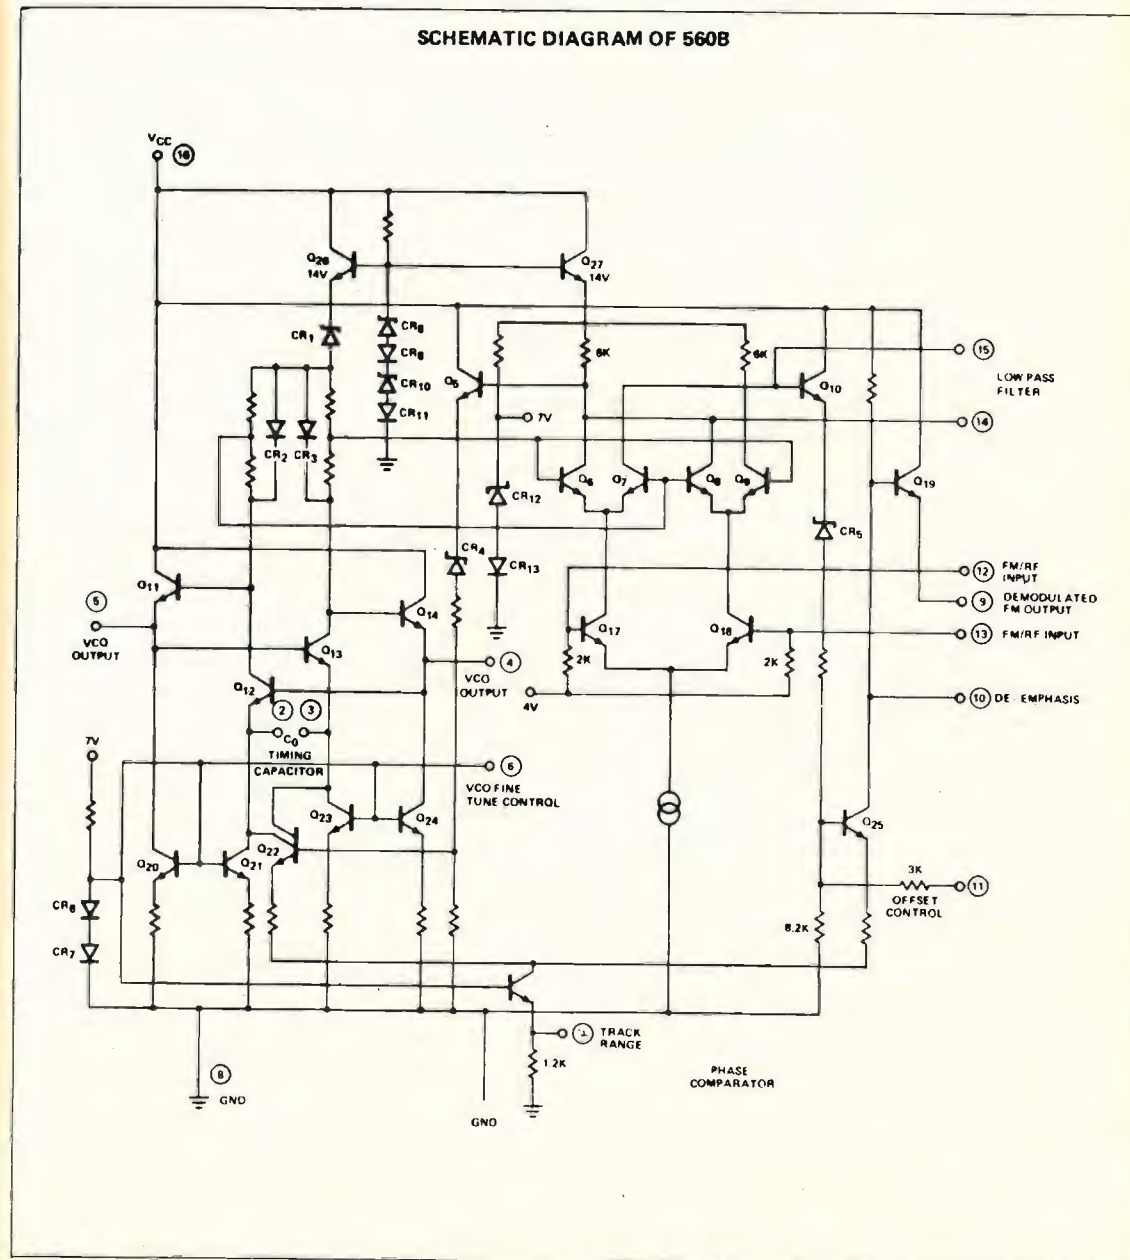 SCHEMATIC DIAGRAM OF 560B
VCC 16
Q26
14V
Q27
14V
CR1
CR8
CR9
CR10
CR11
Q5
6K
6K
Q10
15
LOW PASS
FILTER
7V
14
CR2
CR3
CR12
Q6
Q7
Q8
Q9
Q19
CR4
CR5
CR13
Q11
12
FM/RF
INPUT
5
Q14
9
DEMODULATED
FM OUTPUT
VCO
OUTPUT
Q13
Q17
Q18
13
FM/RF INPUT
2K
2K
4
VCO
OUTPUT
Q12
4V
10
DE-EMPHASIS
2
3
C0
TIMING
CAPACITOR
7V
6
VCO FINE
TUNE CONTROL
Q23
Q24
Q25
Q20
Q21
Q22
3K
11
OFFSET
CONTROL
CR6
8.2K
CR7
TRACK
RANGE
1.2K
PHASE
COMPARATOR
8
GND
GND